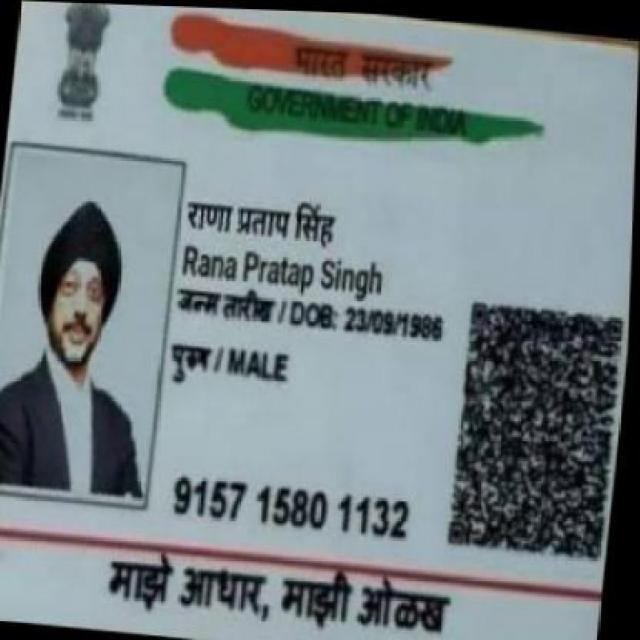 भारत सरकार
GOVERNMENT OF INDIA
राणा प्रताप सिंह
Rana Pratap Singh
जन्म तारीख / DOB: 23/09/1986
पुरुष / MALE
9157 1580 1132
माझे आधार, माझी ओळख